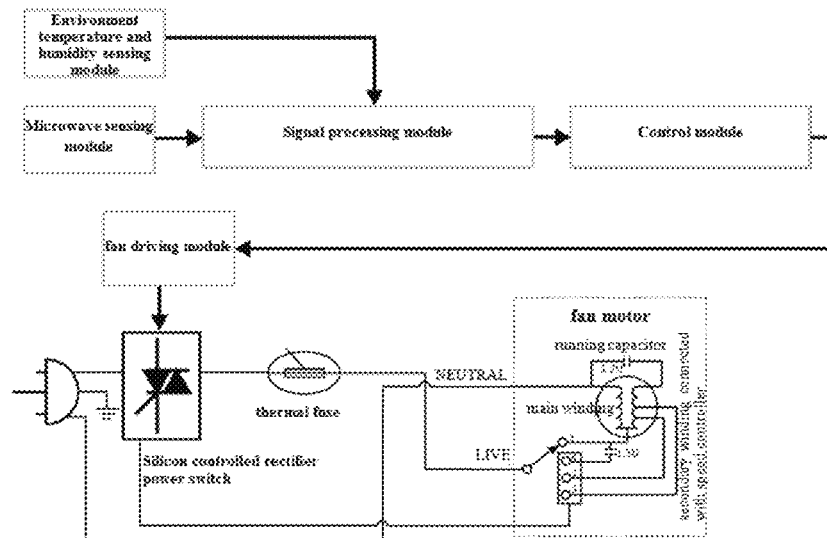 Environment
temperature and
humidity sensing
module
Microwave sensing
module
Signal processing module
Control module
fan driving module
fan motor
running capacitor
NEUTRAL
main winding
thermal fuse
LIVE
Silicon controlled rectifier
power switch
secondary winding connected
with speed controller